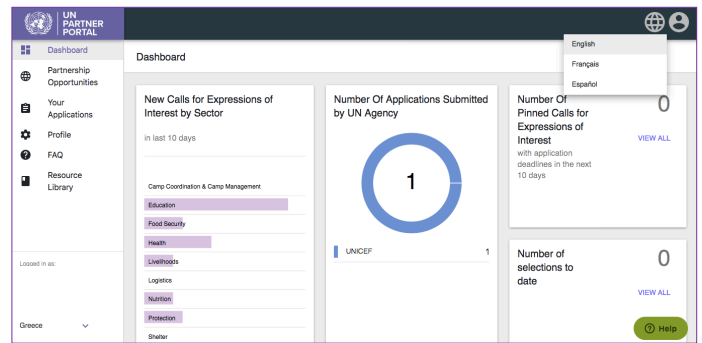 UN
PARTNER
PORTAL
English
Français
Español
Dashboard
Partnership
Opportunities
Your
Applications
Profile
FAQ
Resource
Library
Logged in as:
Greece
Dashboard
New Calls for Expressions of
Interest by Sector
in last 10 days
Camp Coordination & Camp Management
Education
Food Security
Health
Livelihoods
Logistics
Nutrition
Protection
Shelter
Number Of Applications Submitted
by UN Agency
1
UNICEF 1
Number Of
Pinned Calls for
Expressions of
Interest
with application
deadlines in the next
10 days
0
VIEW ALL
Number of
selections to
date
0
VIEW ALL
Help